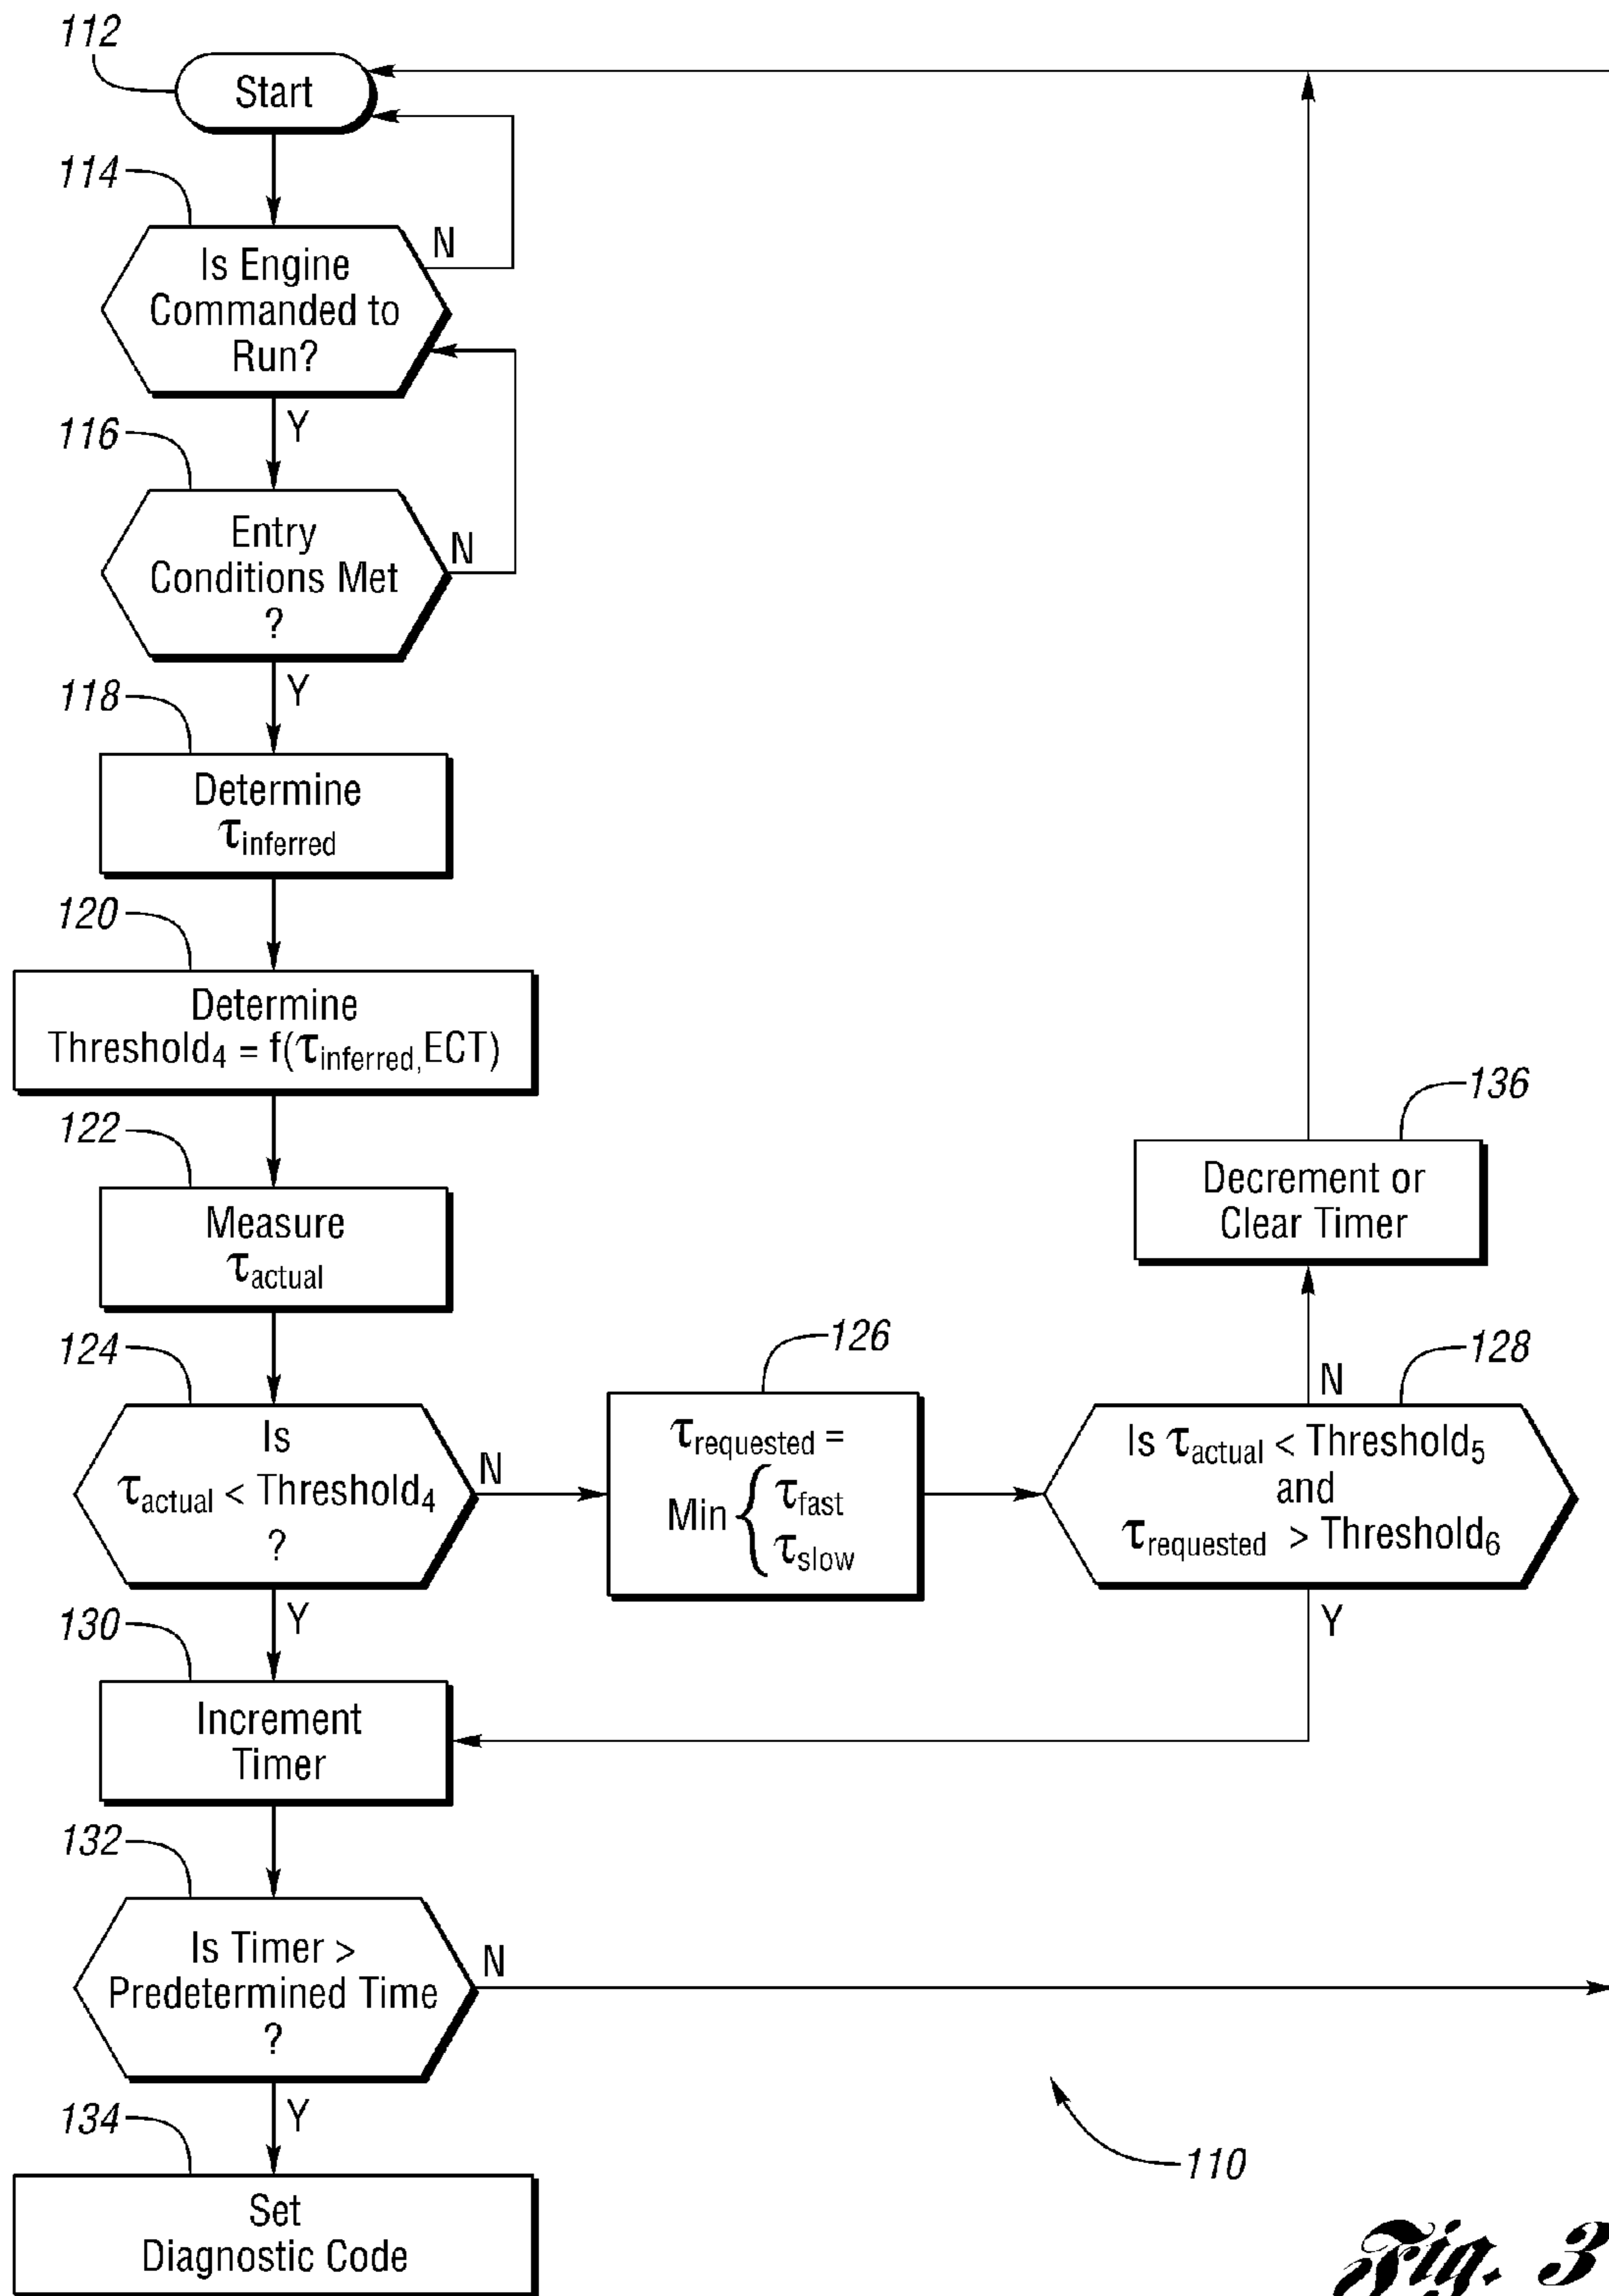 112
Start
114
N
Is Engine
Commanded to
Run?
Y
116
Entry
Conditions Met
?
N
Y
118
Determine
τinferred
120
Determine
Threshold4 = f(τinferred,ECT)
122
Measure
τactual
124
Is
τactual < Threshold4
?
N
126
τrequested =
Min { τfast
τslow
128
Is τactual < Threshold5
and
τrequested > Threshold6
N
136
Decrement or
Clear Timer
Y
Y
130
Increment
Timer
132
Is Timer >
Predetermined Time
?
N
Y
134
Set
Diagnostic Code
110
Fig. 3